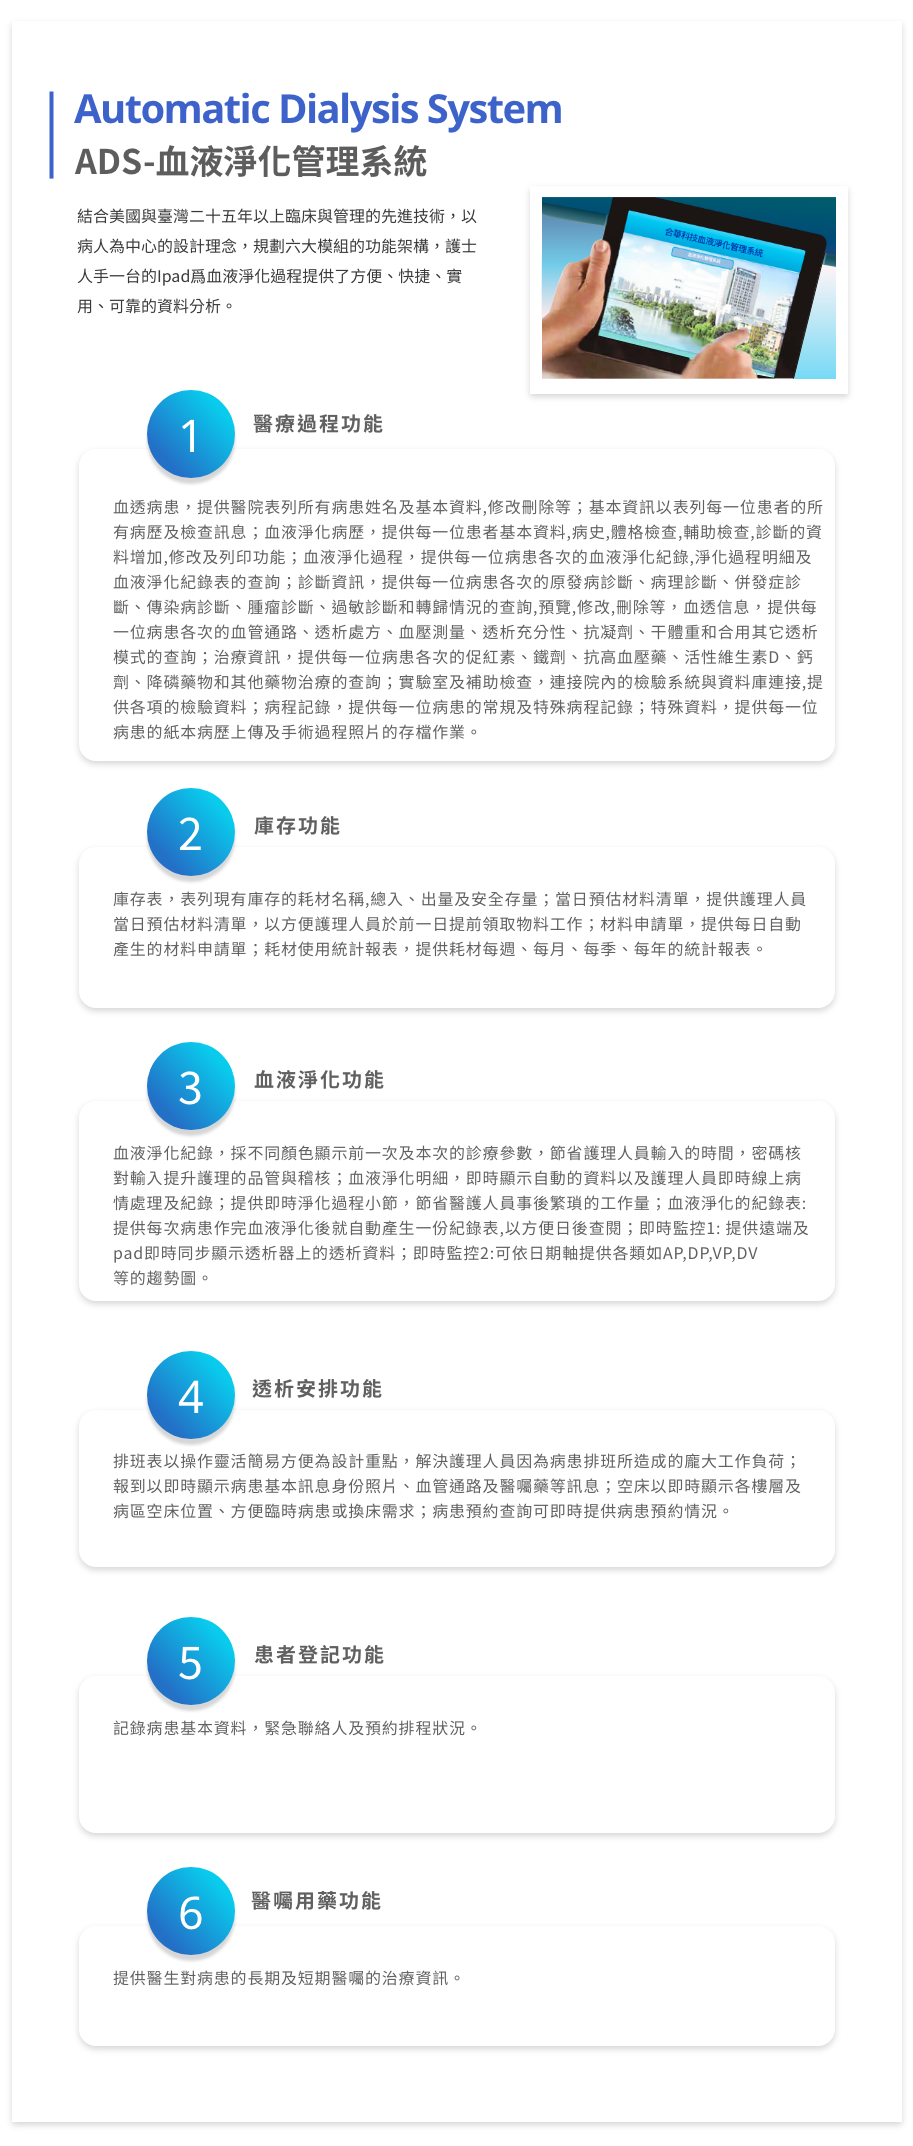 Automatic Dialysis System
ADS-血液淨化管理系統
結合美國與臺灣二十五年以上臨床與管理的先進技術，以
病人為中心的設計理念，規劃六大模組的功能架構，護士
人手一台的Ipad爲血液淨化過程提供了方便、快捷、實
用、可靠的資料分析。
合華科技血液淨化管理系統
1
醫療過程功能
血透病患，提供醫院表列所有病患姓名及基本資料,修改刪除等；基本資訊以表列每一位患者的所
有病歷及檢查訊息；血液淨化病歷，提供每一位患者基本資料,病史,體格檢查,輔助檢查,診斷的資
料增加,修改及列印功能；血液淨化過程，提供每一位病患各次的血液淨化紀錄,淨化過程明細及
血液淨化紀錄表的查詢；診斷資訊，提供每一位病患各次的原發病診斷、病理診斷、併發症診
斷、傳染病診斷、腫瘤診斷、過敏診斷和轉歸情況的查詢,預覽,修改,刪除等，血透信息，提供每
一位病患各次的血管通路、透析處方、血壓測量、透析充分性、抗凝劑、干體重和合用其它透析
模式的查詢；治療資訊，提供每一位病患各次的促紅素、鐵劑、抗高血壓藥、活性維生素D、鈣
劑、降磷藥物和其他藥物治療的查詢；實驗室及補助檢查，連接院內的檢驗系統與資料庫連接,提
供各項的檢驗資料；病程記錄，提供每一位病患的常規及特殊病程記錄；特殊資料，提供每一位
病患的紙本病歷上傳及手術過程照片的存檔作業。
2
庫存功能
庫存表，表列現有庫存的耗材名稱,總入、出量及安全存量；當日預估材料清單，提供護理人員
當日預估材料清單，以方便護理人員於前一日提前領取物料工作；材料申請單，提供每日自動
產生的材料申請單；耗材使用統計報表，提供耗材每週、每月、每季、每年的統計報表。
3
血液淨化功能
血液淨化紀錄，採不同顏色顯示前一次及本次的診療參數，節省護理人員輸入的時間，密碼核
對輸入提升護理的品管與稽核；血液淨化明細，即時顯示自動的資料以及護理人員即時線上病
情處理及紀錄；提供即時淨化過程小節，節省醫護人員事後繁瑣的工作量；血液淨化的紀錄表:
提供每次病患作完血液淨化後就自動產生一份紀錄表,以方便日後查閱；即時監控1: 提供遠端及
pad即時同步顯示透析器上的透析資料；即時監控2:可依日期軸提供各類如AP,DP,VP,DV
等的趨勢圖。
4
透析安排功能
排班表以操作靈活簡易方便為設計重點，解決護理人員因為病患排班所造成的龐大工作負荷；
報到以即時顯示病患基本訊息身份照片、血管通路及醫囑藥等訊息；空床以即時顯示各樓層及
病區空床位置、方便臨時病患或換床需求；病患預約查詢可即時提供病患預約情況。
5
患者登記功能
記錄病患基本資料，緊急聯絡人及預約排程狀況。
6
醫囑用藥功能
提供醫生對病患的長期及短期醫囑的治療資訊。